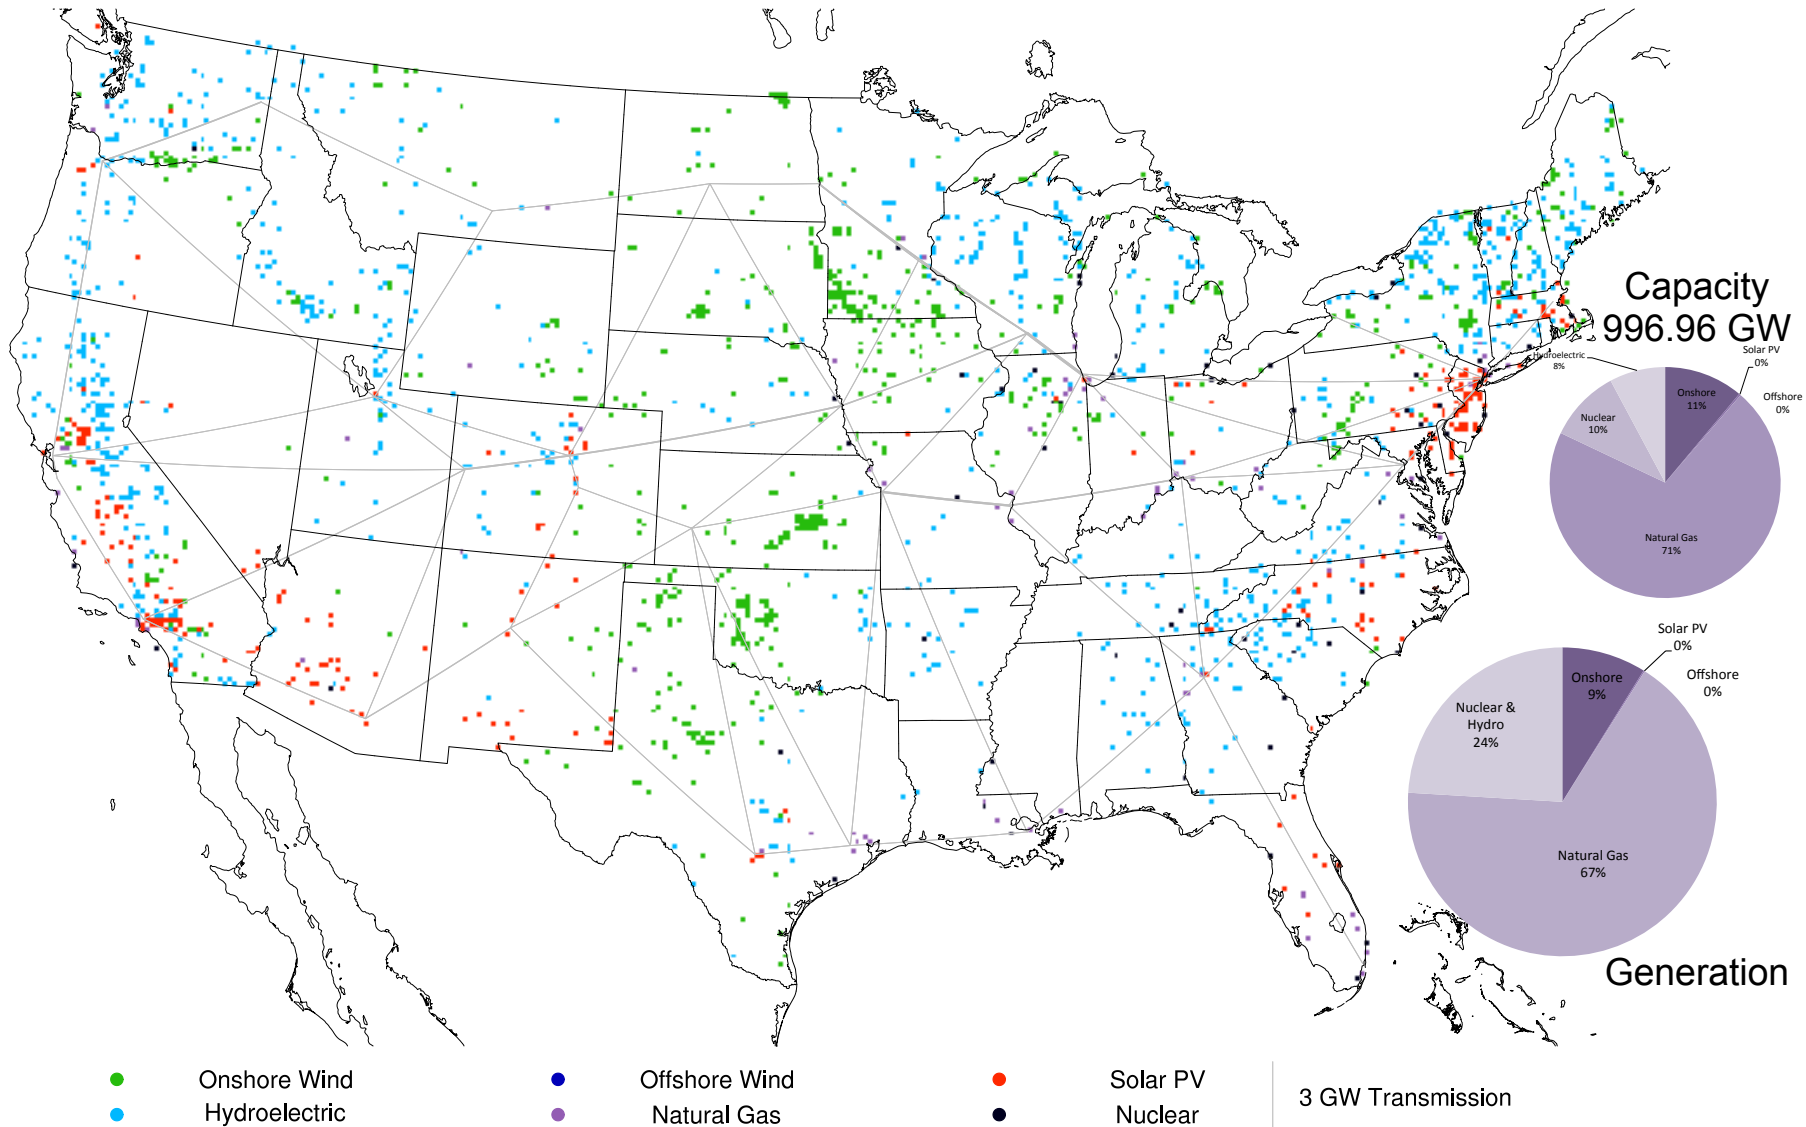 Capacity
996.96 GW
Hydroelectric
8%
Solar PV
0%
Onshore
11%
Offshore
0%
Nuclear
10%
Natural Gas
71%
Solar PV
0%
Onshore
9%
Offshore
0%
Nuclear &
Hydro
24%
Natural Gas
67%
Generation
Onshore Wind
Offshore Wind
Solar PV
Hydroelectric
Natural Gas
Nuclear
3 GW Transmission